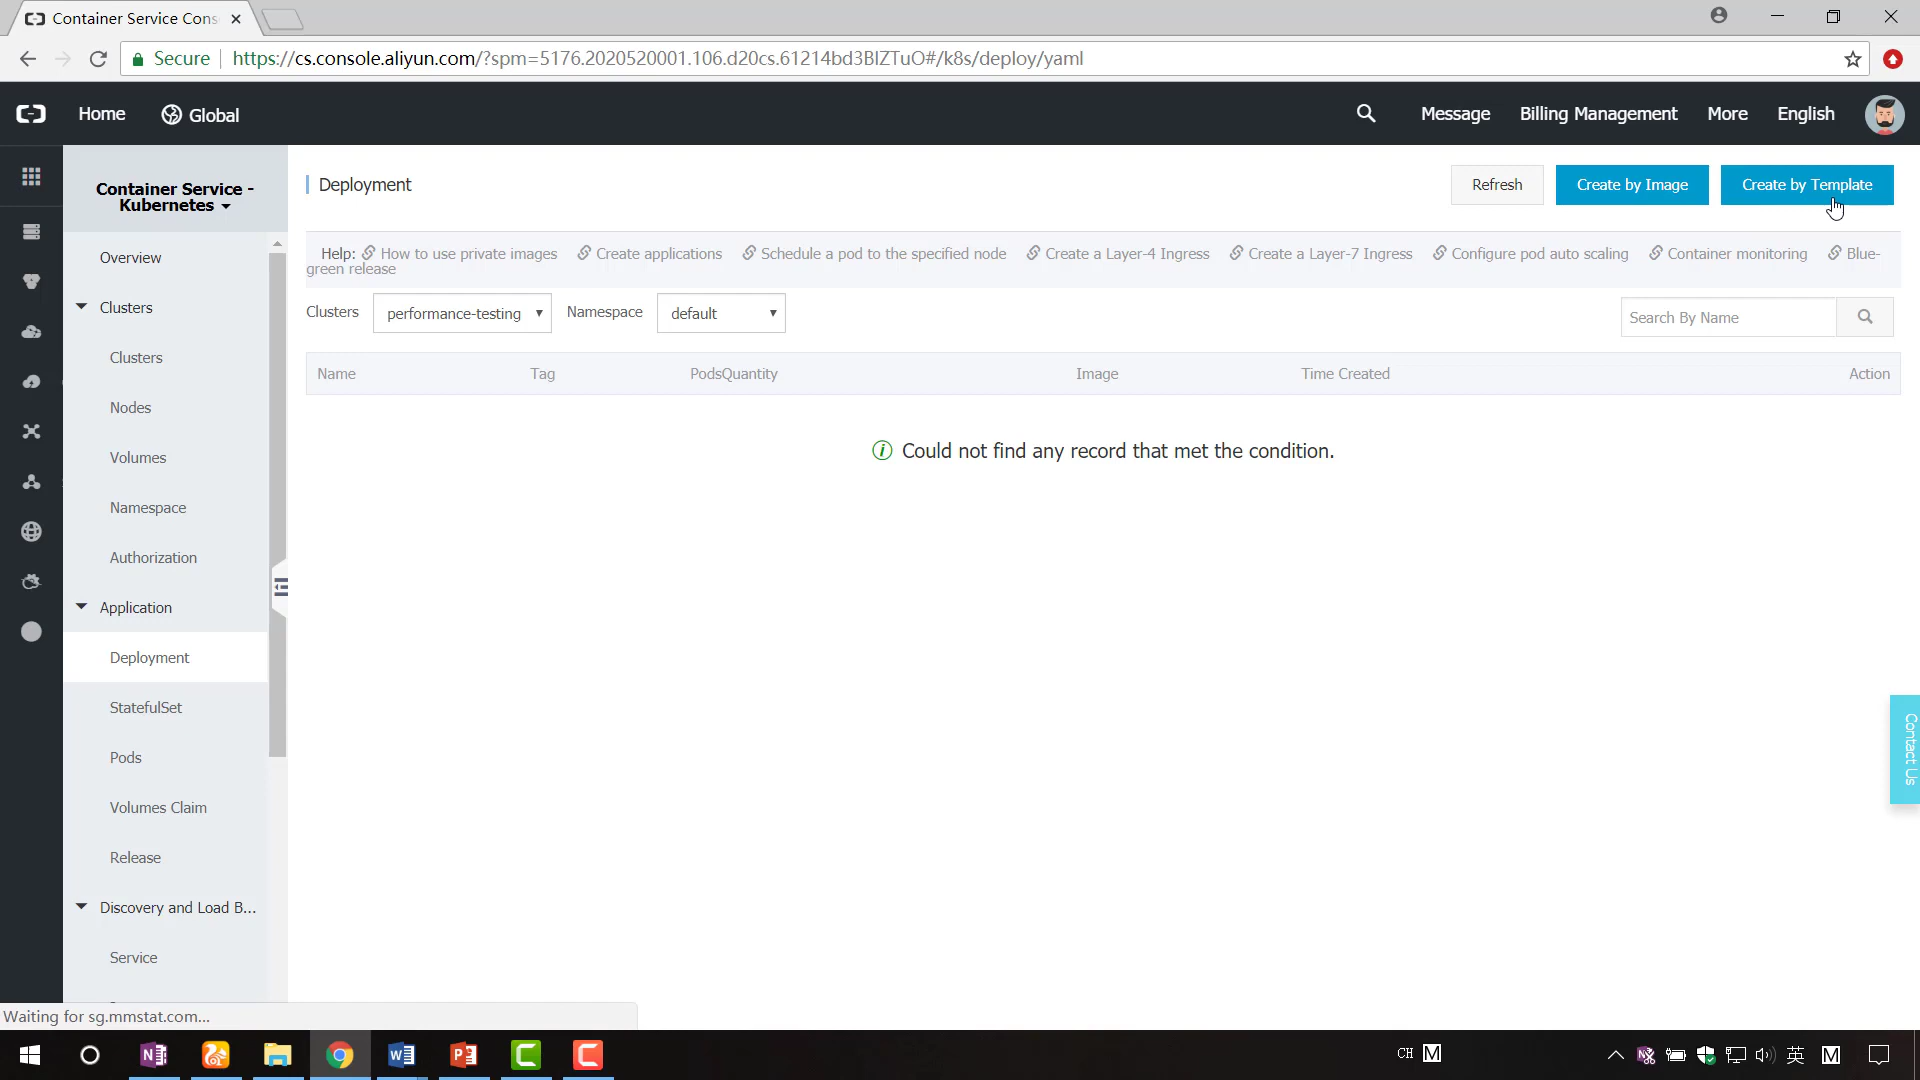 Container Service Cons
Secure
https://cs.console.aliyun.com/?spm=5176.2020520001.106.d20cs.61214bd3BIZTuO#/k8s/deploy/yaml
Home
Global
Message
Billing Management
More
English
Container Service -
Kubernetes
Overview
Clusters
Clusters
Nodes
Volumes
Namespace
Authorization
Application
Deployment
StatefulSet
Pods
Volumes Claim
Release
Discovery and Load B...
Service
Deployment
Refresh
Create by Image
Create by Template
Help: How to use private images Create applications Schedule a pod to the specified node Create a Layer-4 Ingress Create a Layer-7 Ingress Configure pod auto scaling Container monitoring Blue-
green release
Clusters performance-testing Namespace default
Search By Name
Name Tag PodsQuantity Image Time Created Action
Could not find any record that met the condition.
Contact Us
Waiting for sg.mmstat.com...
CH M
英 M